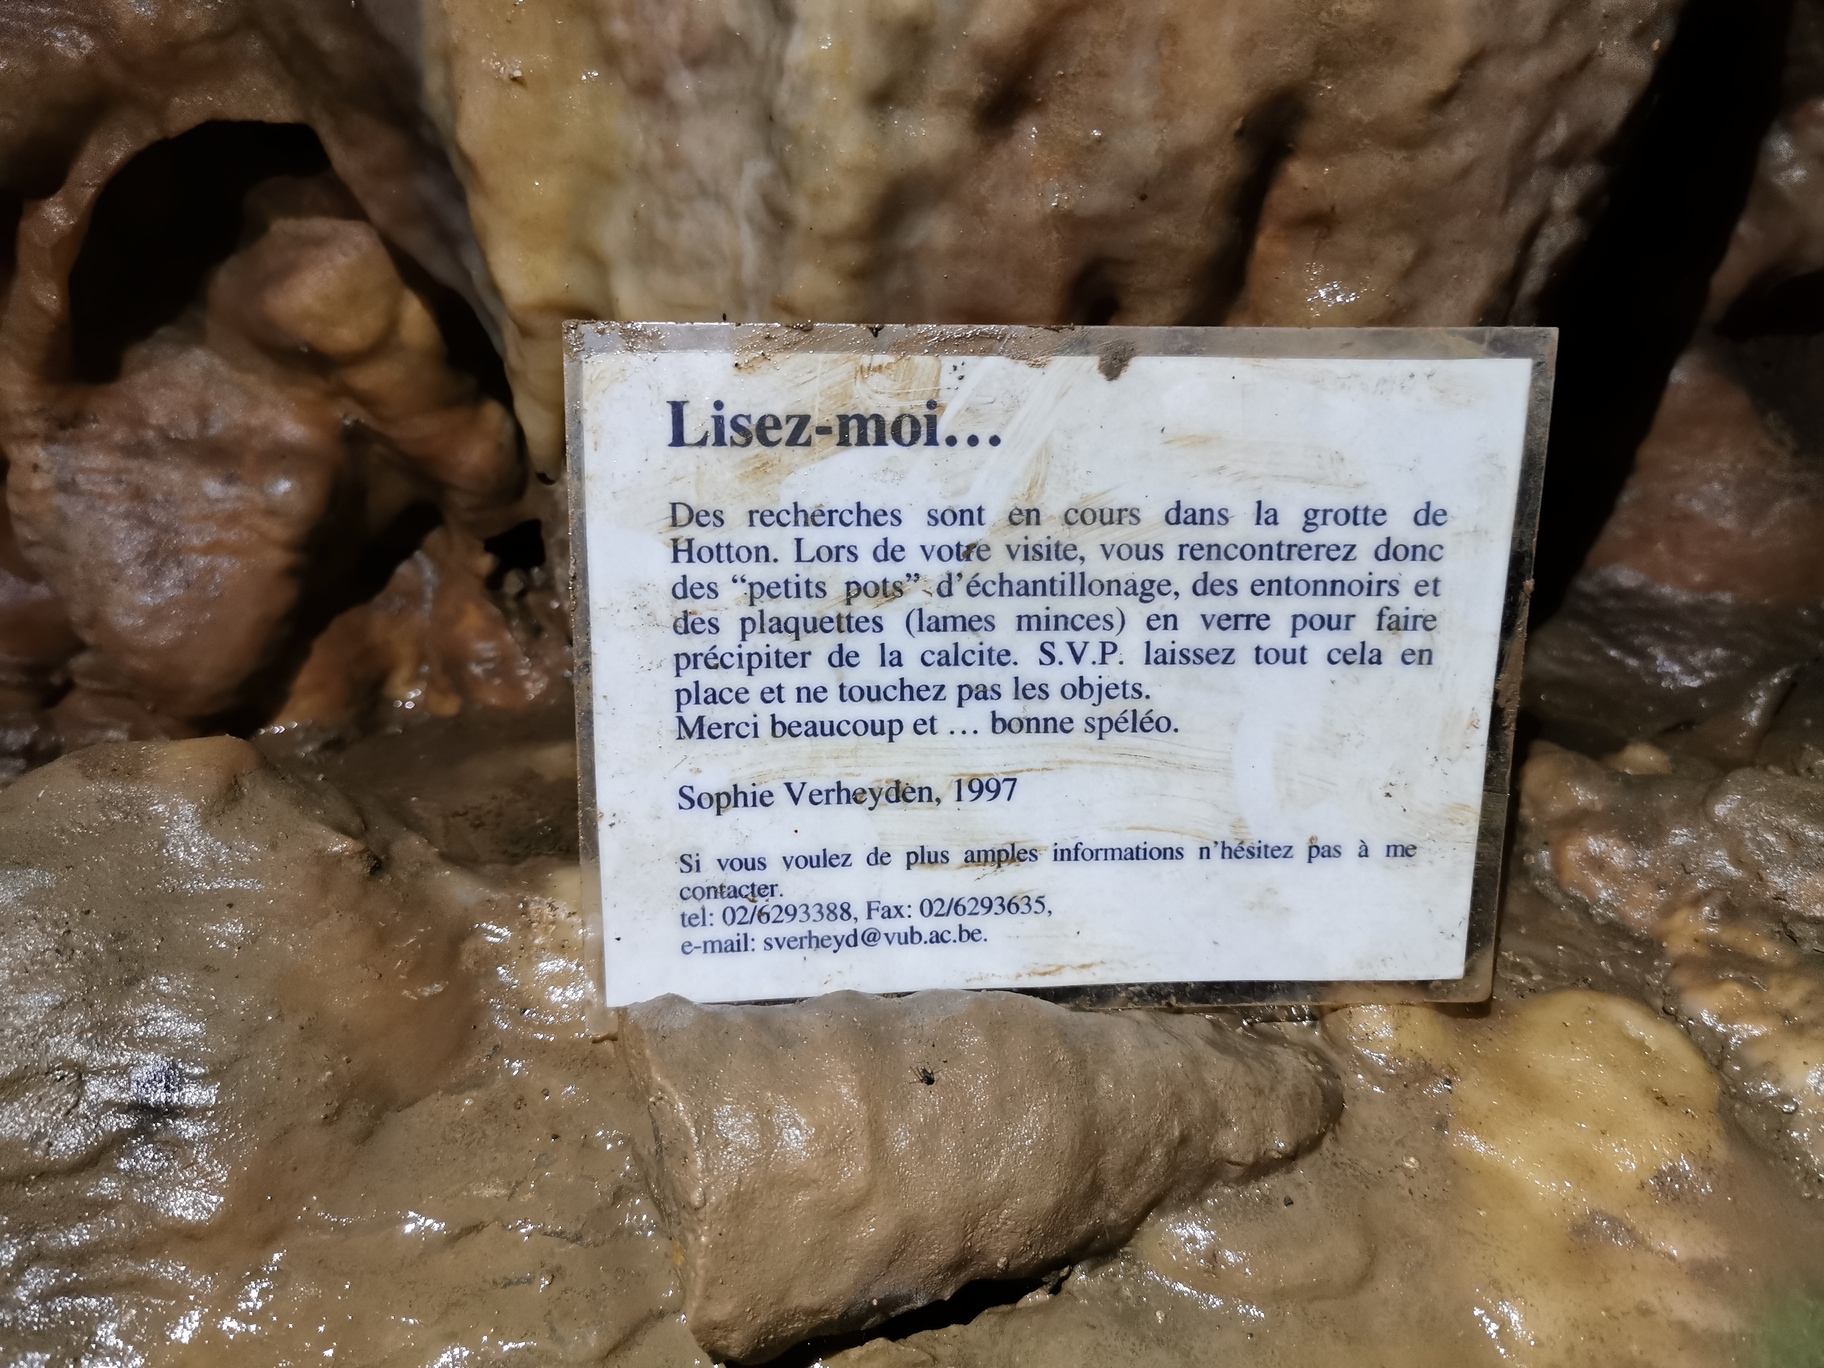 Lisez-moi…
Des recherches sont en cours dans la grotte de
Hotton. Lors de votre visite, vous rencontrerez donc
des “petits pots” d’échantillonage, des entonnoirs et
des plaquettes (lames minces) en verre pour faire
précipiter de la calcite. S.V.P. laissez tout cela en
place et ne touchez pas les objets.
Merci beaucoup et … bonne spéléo.
Sophie Verheyden, 1997
Si vous voulez de plus amples informations n’hésitez pas à me
contacter.
tel: 02/6293388, Fax: 02/6293635,
e-mail: sverheyd@vub.ac.be.